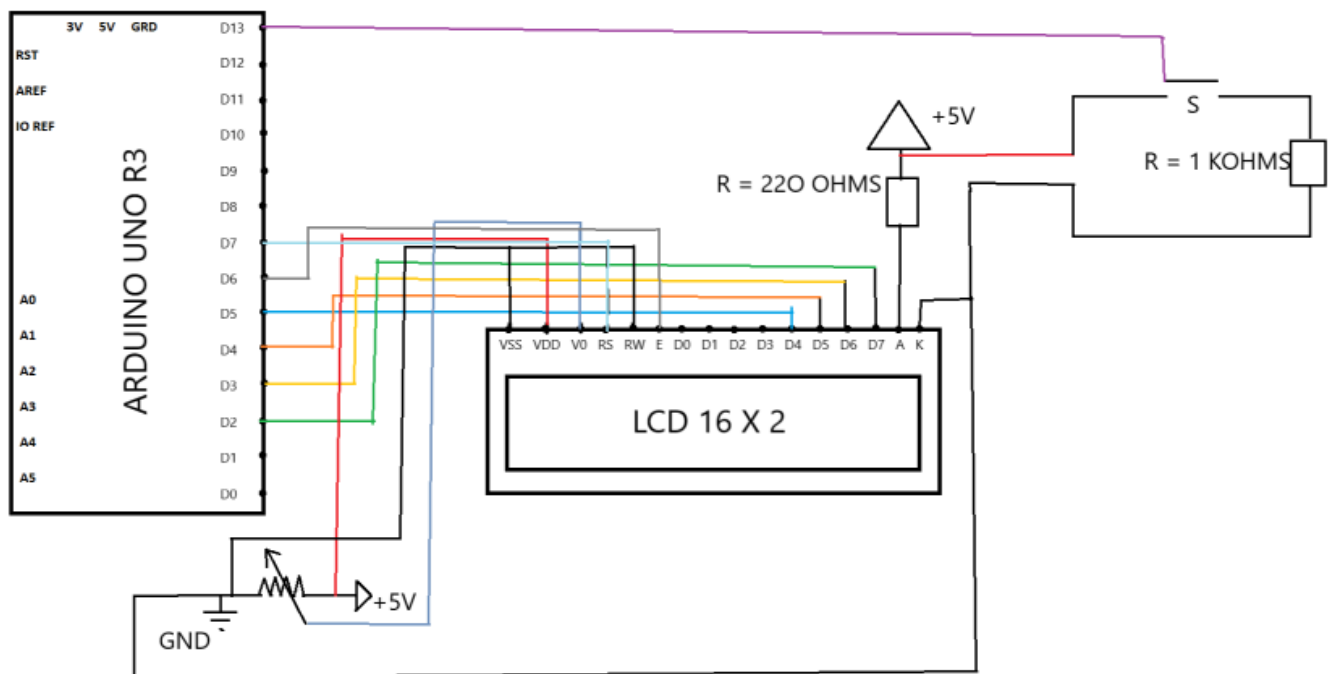 3V 5V GRD
RST
AREF
IO REF
A0
A1
A2
A3
A4
A5
ARDUINO UNO R3
D13
D12
D11
D10
D9
D8
D7
D6
D5
D4
D3
D2
D1
D0
+5V
R = 22O OHMS
S
R = 1 KOHMS
VSS VDD V0 RS RW E D0 D1 D2 D3 D4 D5 D6 D7 A K
LCD 16 X 2
+5V
GND